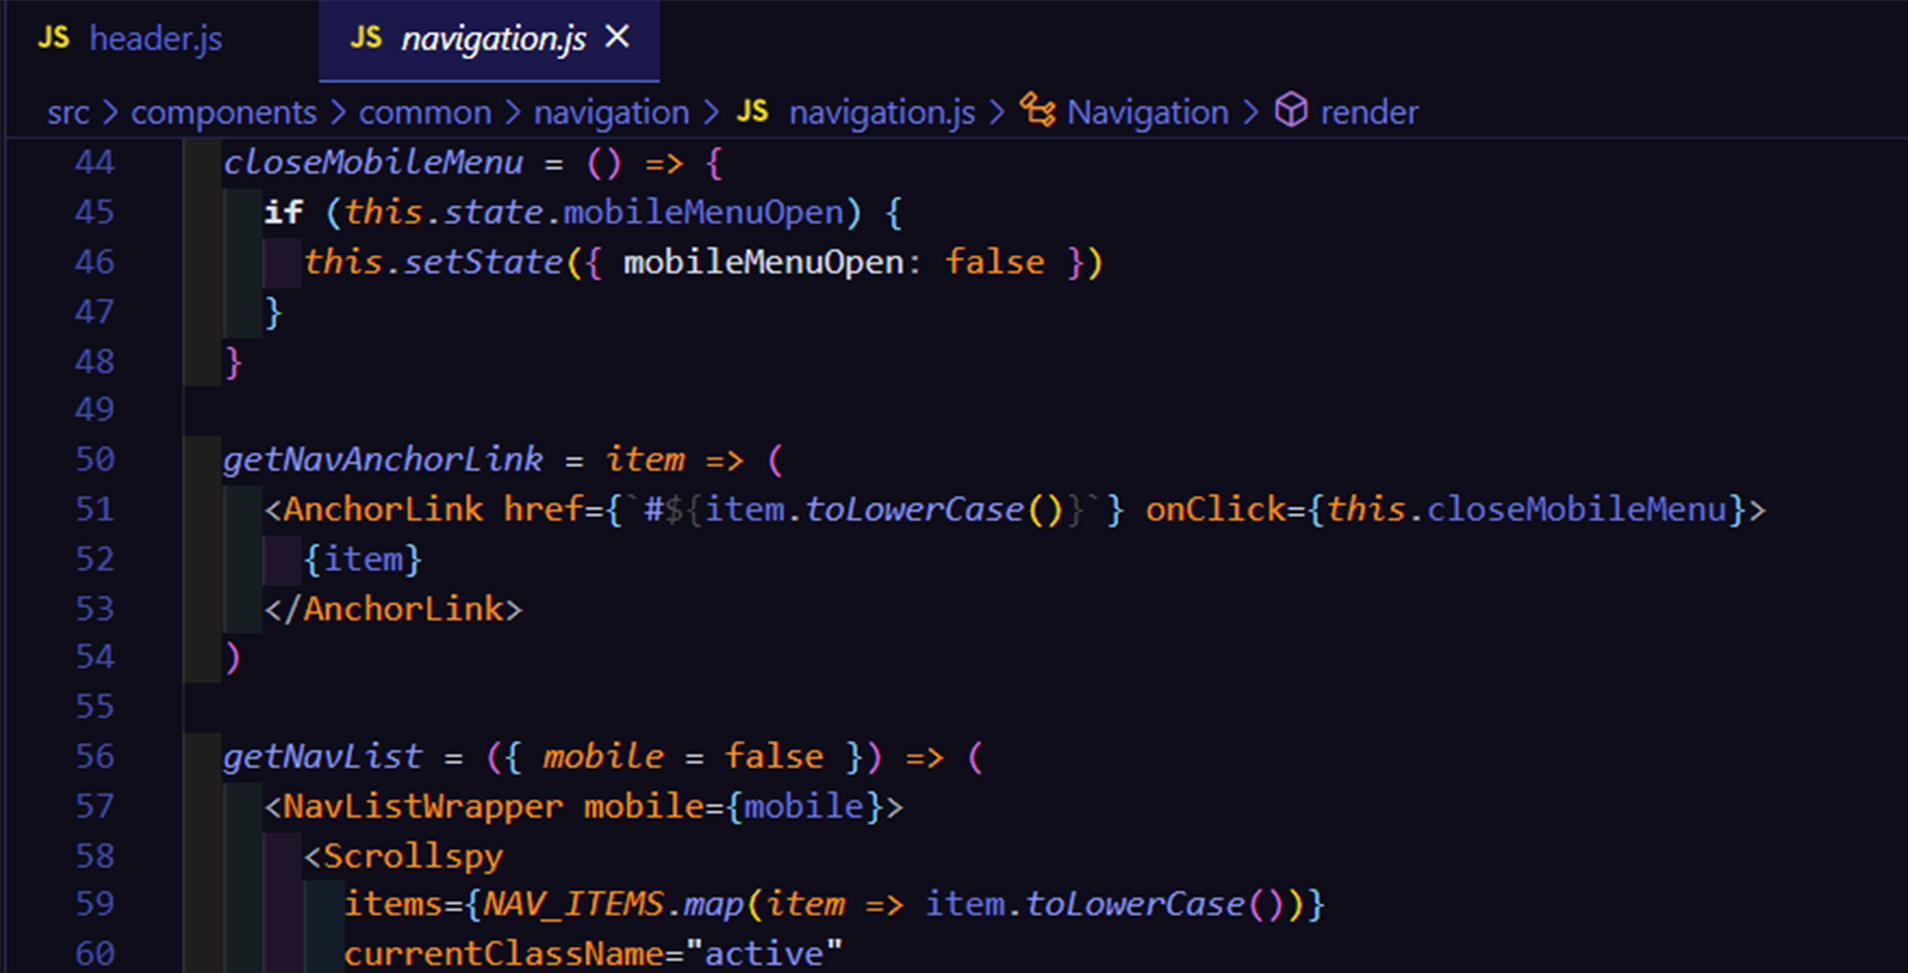 JS header.js JS navigation.js ×
src > components > common > navigation > JS navigation.js > Navigation > render
44 closeMobileMenu = () => {
45 if (this.state.mobileMenuOpen) {
46 this.setState({ mobileMenuOpen: false })
47 }
48 }
49
50 getNavAnchorLink = item => (
51 <AnchorLink href={`#${item.toLowerCase()}`} onClick={this.closeMobileMenu}>
52 {item}
53 </AnchorLink>
54 )
55
56 getNavList = ({ mobile = false }) => (
57 <NavListWrapper mobile={mobile}>
58 <Scrollspy
59 items={NAV_ITEMS.map(item => item.toLowerCase())}
60 currentClassName="active"